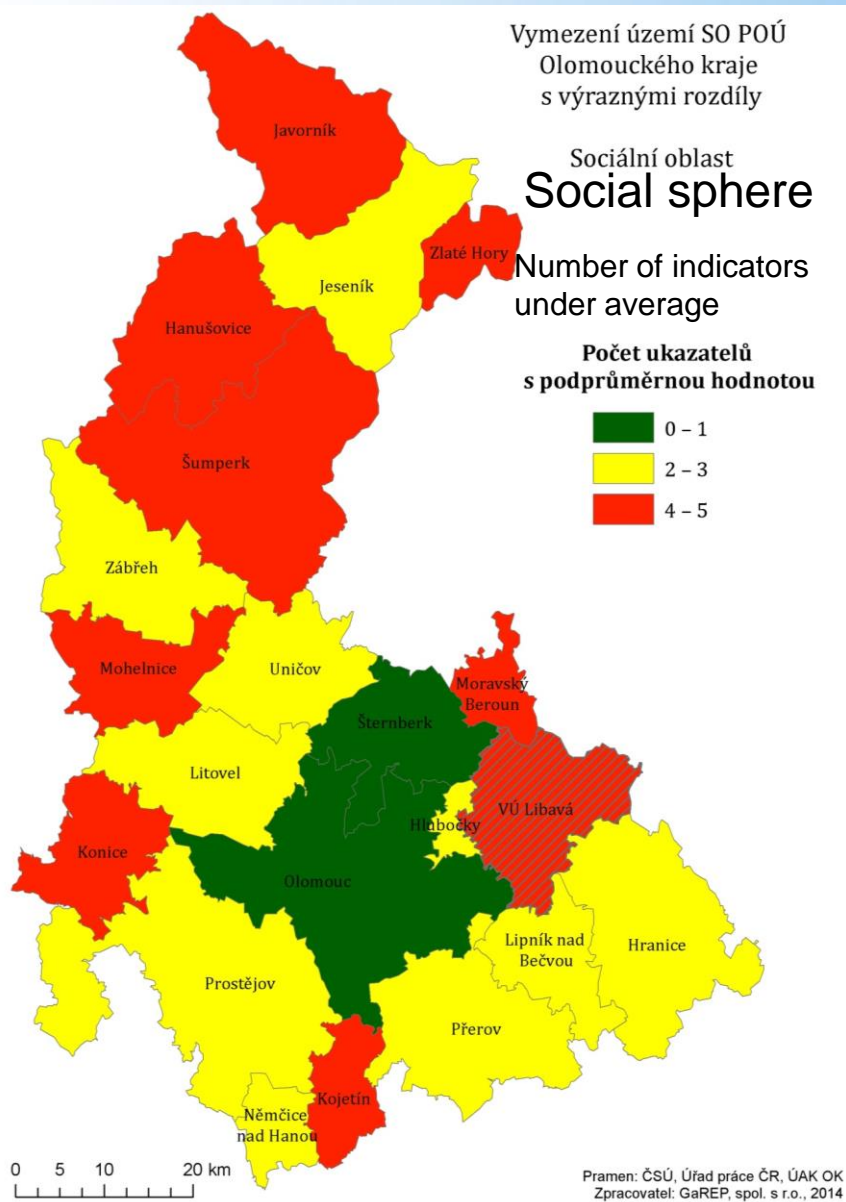 Vymezení území SO POÚ
Olomouckého kraje
s výraznými rozdíly
Sociální oblast
Social sphere
Number of indicators
under average
Počet ukazatelů
s podprůměrnou hodnotou
0 – 1
2 – 3
4 – 5
Javorník
Zlaté Hory
Jeseník
Hanušovice
Šumperk
Zábřeh
Mohelnice
Uničov
Moravský
Beroun
Šternberk
Litovel
VÚ Libavá
Hlubočky
Konice
Olomouc
Lipník nad
Bečvou
Hranice
Prostějov
Přerov
Kojetín
Němčice
nad Hanou
0 5 10 20 km
Pramen: ČSÚ, Úřad práce ČR, ÚAK OK
Zpracovatel: GaREP, spol. s r.o., 2014